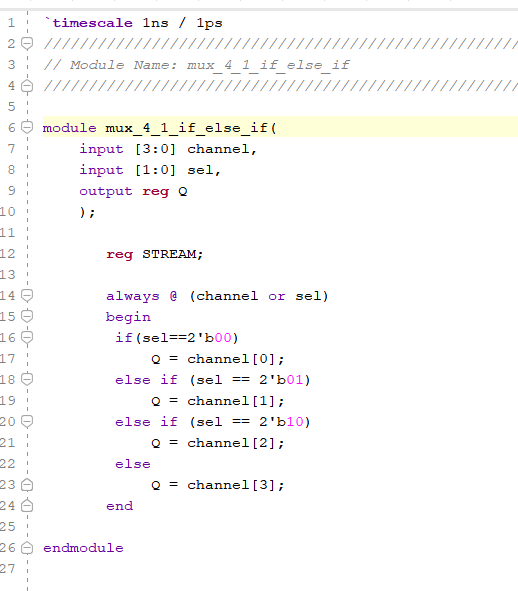 1 `timescale 1ns / 1ps
2 /////////////////////////////////////////////////////
3 // Module Name: mux_4_1_if_else_if
4 /////////////////////////////////////////////////////
5
6 module mux_4_1_if_else_if(
7     input [3:0] channel,
8     input [1:0] sel,
9     output reg Q
10     );
11
12        reg STREAM;
13
14        always @ (channel or sel)
15        begin
16         if(sel==2'b00)
17             Q = channel[0];
18         else if (sel == 2'b01)
19             Q = channel[1];
20         else if (sel == 2'b10)
21             Q = channel[2];
22         else
23             Q = channel[3];
24        end
25
26 endmodule
27